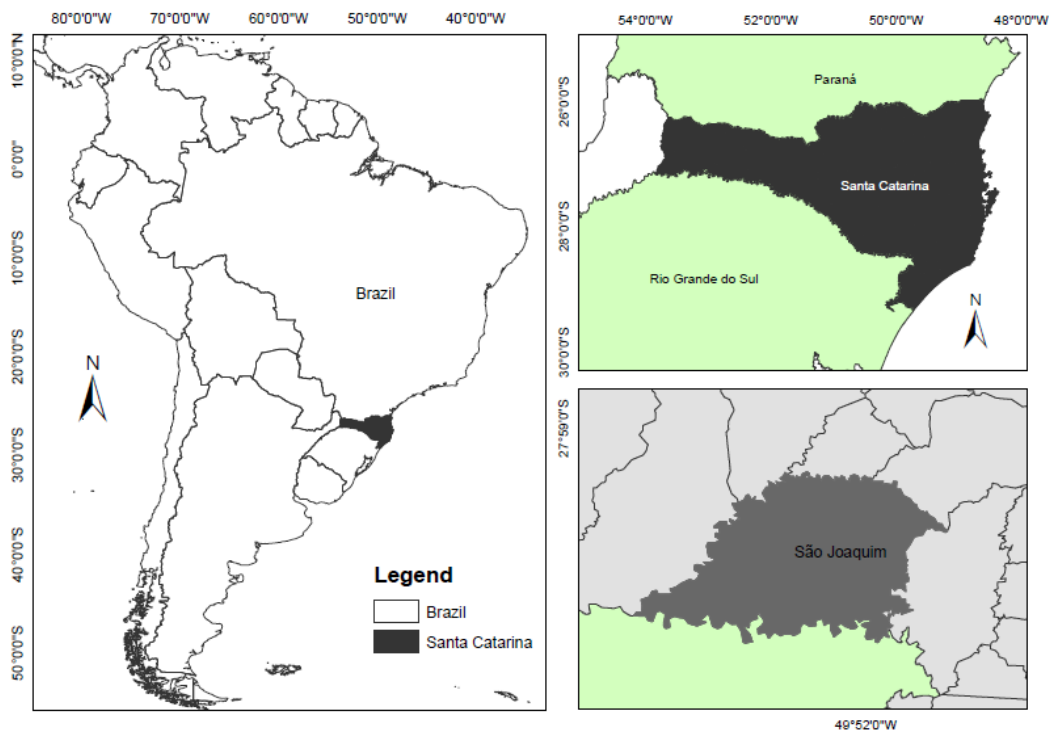 80°0'0"W 70°0'0"W 60°0'0"W 50°0'0"W 40°0'0"W
10°0'0"N
0°0'0"
10°0'0"S
20°0'0"S
30°0'0"S
40°0'0"S
50°0'0"S
Brazil
N
Legend
Brazil
Santa Catarina
54°0'0"W 52°0'0"W 50°0'0"W 48°0'0"W
26°0'0"S
28°0'0"S
30°0'0"S
Paraná
Santa Catarina
Rio Grande do Sul
N
27°59'0"S
São Joaquim
49°52'0"W